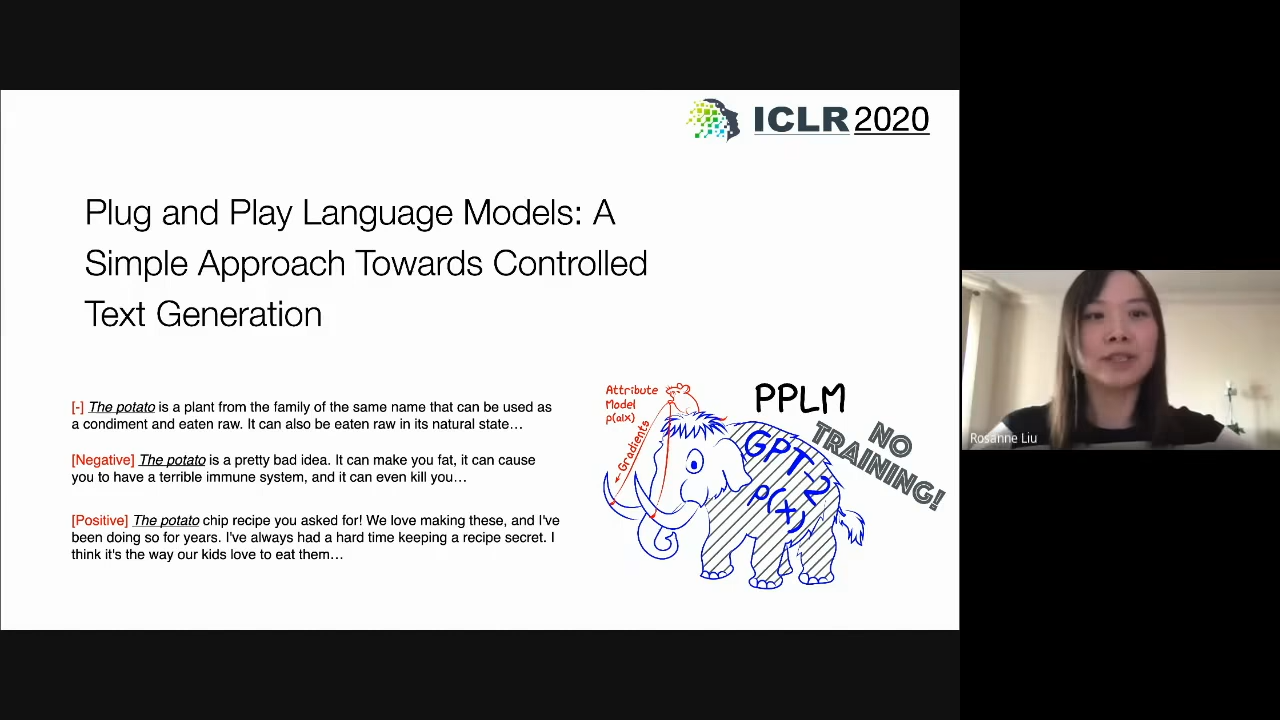 ICLR 2020
Plug and Play Language Models: A
Simple Approach Towards Controlled
Text Generation
[-] The potato is a plant from the family of the same name that can be used as
a condiment and eaten raw. It can also be eaten raw in its natural state…
[Negative] The potato is a pretty bad idea. It can make you fat, it can cause
you to have a terrible immune system, and it can even kill you…
[Positive] The potato chip recipe you asked for! We love making these, and I've
been doing so for years. I've always had a hard time keeping a recipe secret. I
think it's the way our kids love to eat them…
Attribute
Model
p(a|x)
Gradients
PPLM
NO
TRAINING!
GPT-2
p(x)
Rosanne Liu